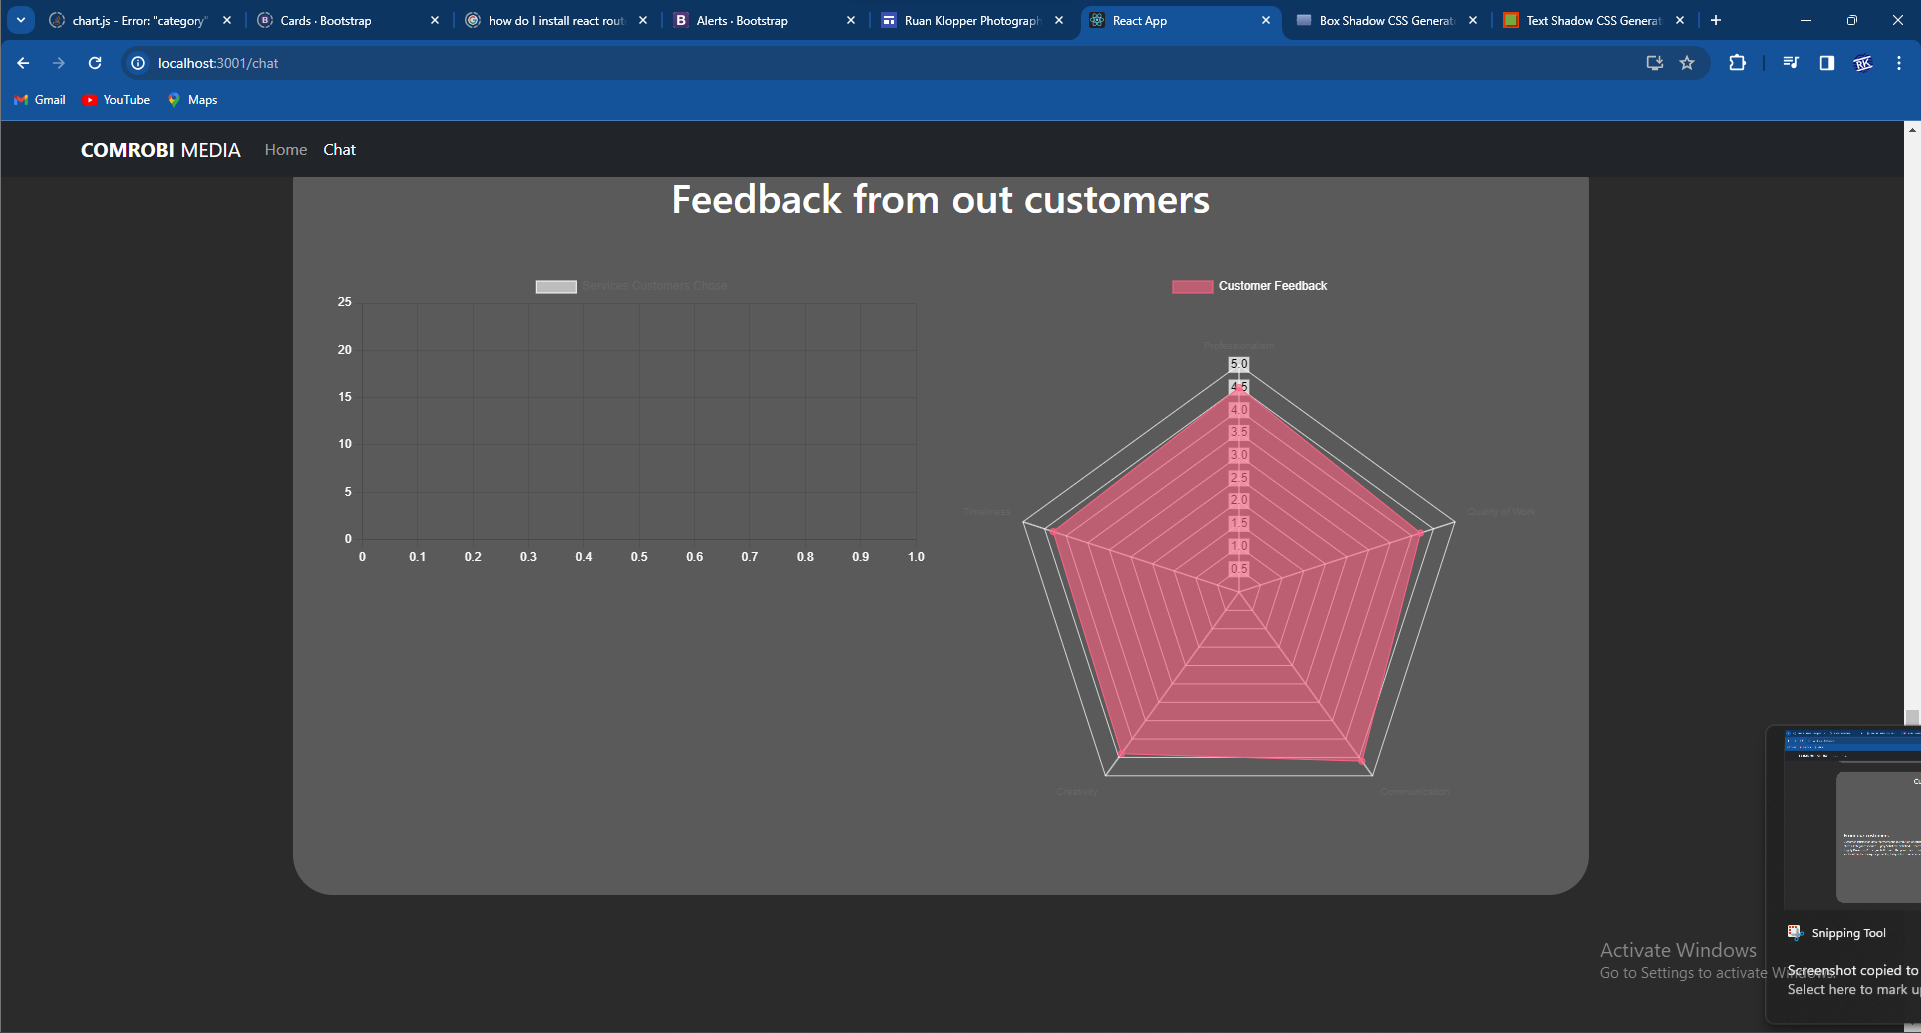 chart.js - Error: "category"
Cards · Bootstrap
how do I install react rout
Alerts · Bootstrap
Ruan Klopper Photograph
React App
Box Shadow CSS Generat
Text Shadow CSS Generat
localhost:3001/chat
Gmail
YouTube
Maps
COMROBI MEDIA
Home
Chat
Feedback from out customers
Services Customers Chose
25
20
15
10
5
0
0 0.1 0.2 0.3 0.4 0.5 0.6 0.7 0.8 0.9 1.0
Customer Feedback
Professionalism
5.0
4.5
4.0
3.5
3.0
2.5
2.0
1.5
1.0
0.5
Timeliness
Quality of Work
Creativity
Communication
Activate Windows
Go to Settings to activate Windows.
Snipping Tool
Screenshot copied to
Select here to mark up